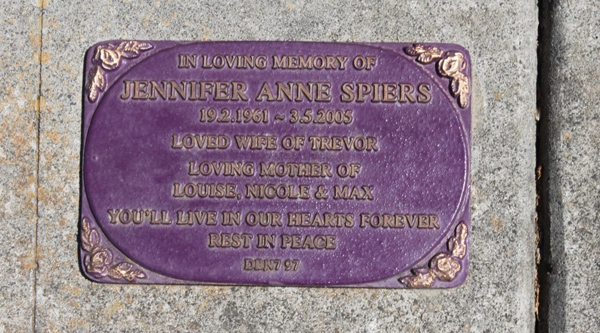 IN LOVING MEMORY OF
JENNIFER ANNE SPIERS
19.2.1961 ~ 3.5.2005
LOVED WIFE OF TREVOR
LOVING MOTHER OF
LOUISE, NICOLE & MAX
YOU'LL LIVE IN OUR HEARTS FOREVER
REST IN PEACE
97